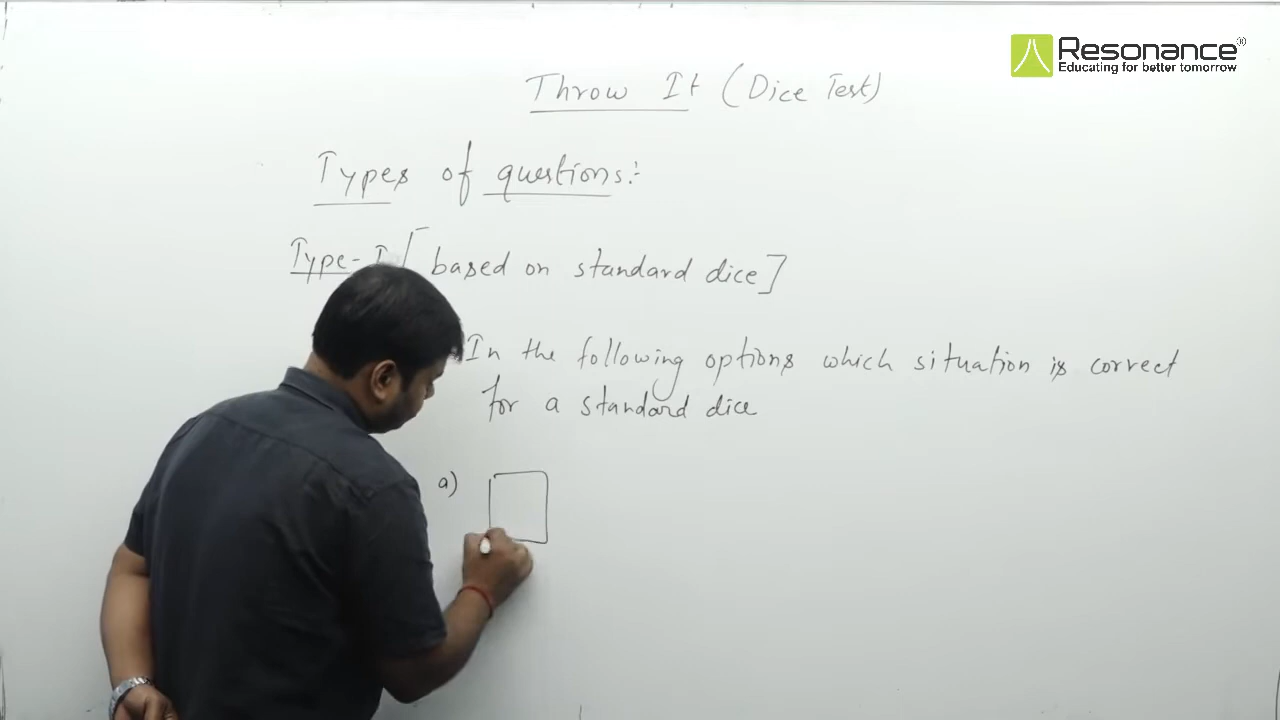 Resonance®
Educating for better tomorrow
Throw It (Dice Test)
Types of questions:-
Type-I [based on standard dice]
In the following options which situation is correct
for a standard dice
a)